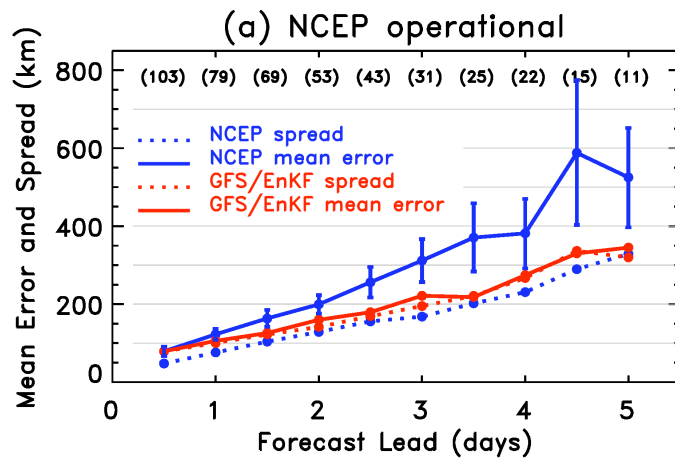 (a) NCEP operational
Mean Error and Spread (km)
800
600
400
200
0
(103) (79) (69) (53) (43) (31) (25) (22) (15) (11)
NCEP spread
NCEP mean error
GFS/EnKF spread
GFS/EnKF mean error
0 1 2 3 4 5
Forecast Lead (days)